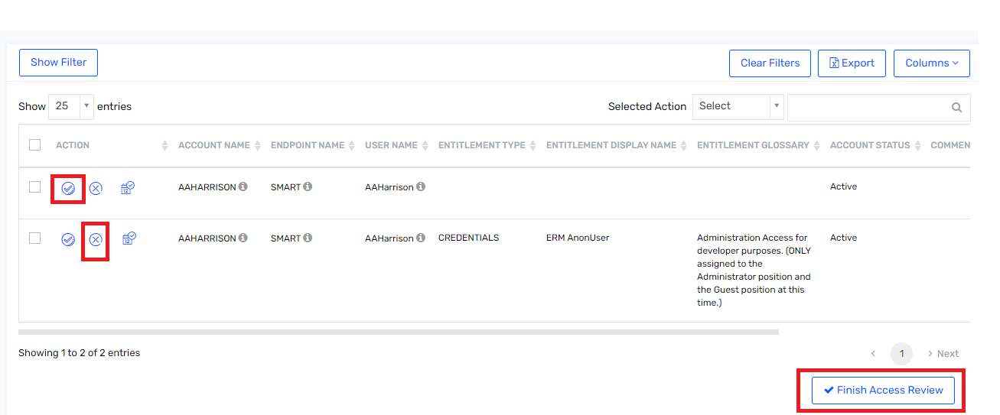 Show Filter
Clear Filters
Export
Columns
Show 25 entries
Selected Action Select
ACTION ACCOUNT NAME ENDPOINT NAME USER NAME ENTITLEMENT TYPE ENTITLEMENT DISPLAY NAME ENTITLEMENT GLOSSARY ACCOUNT STATUS COMMEN
12 AAHARRISON SMART AAHarrison Active
12 AAHARRISON SMART AAHarrison CREDENTIALS ERM AnonUser Administration Access for Active
developer purposes. (ONLY
assigned to the
Administrator position and
the Guest position at this
time.)
Showing 1 to 2 of 2 entries
1 Next
Finish Access Review